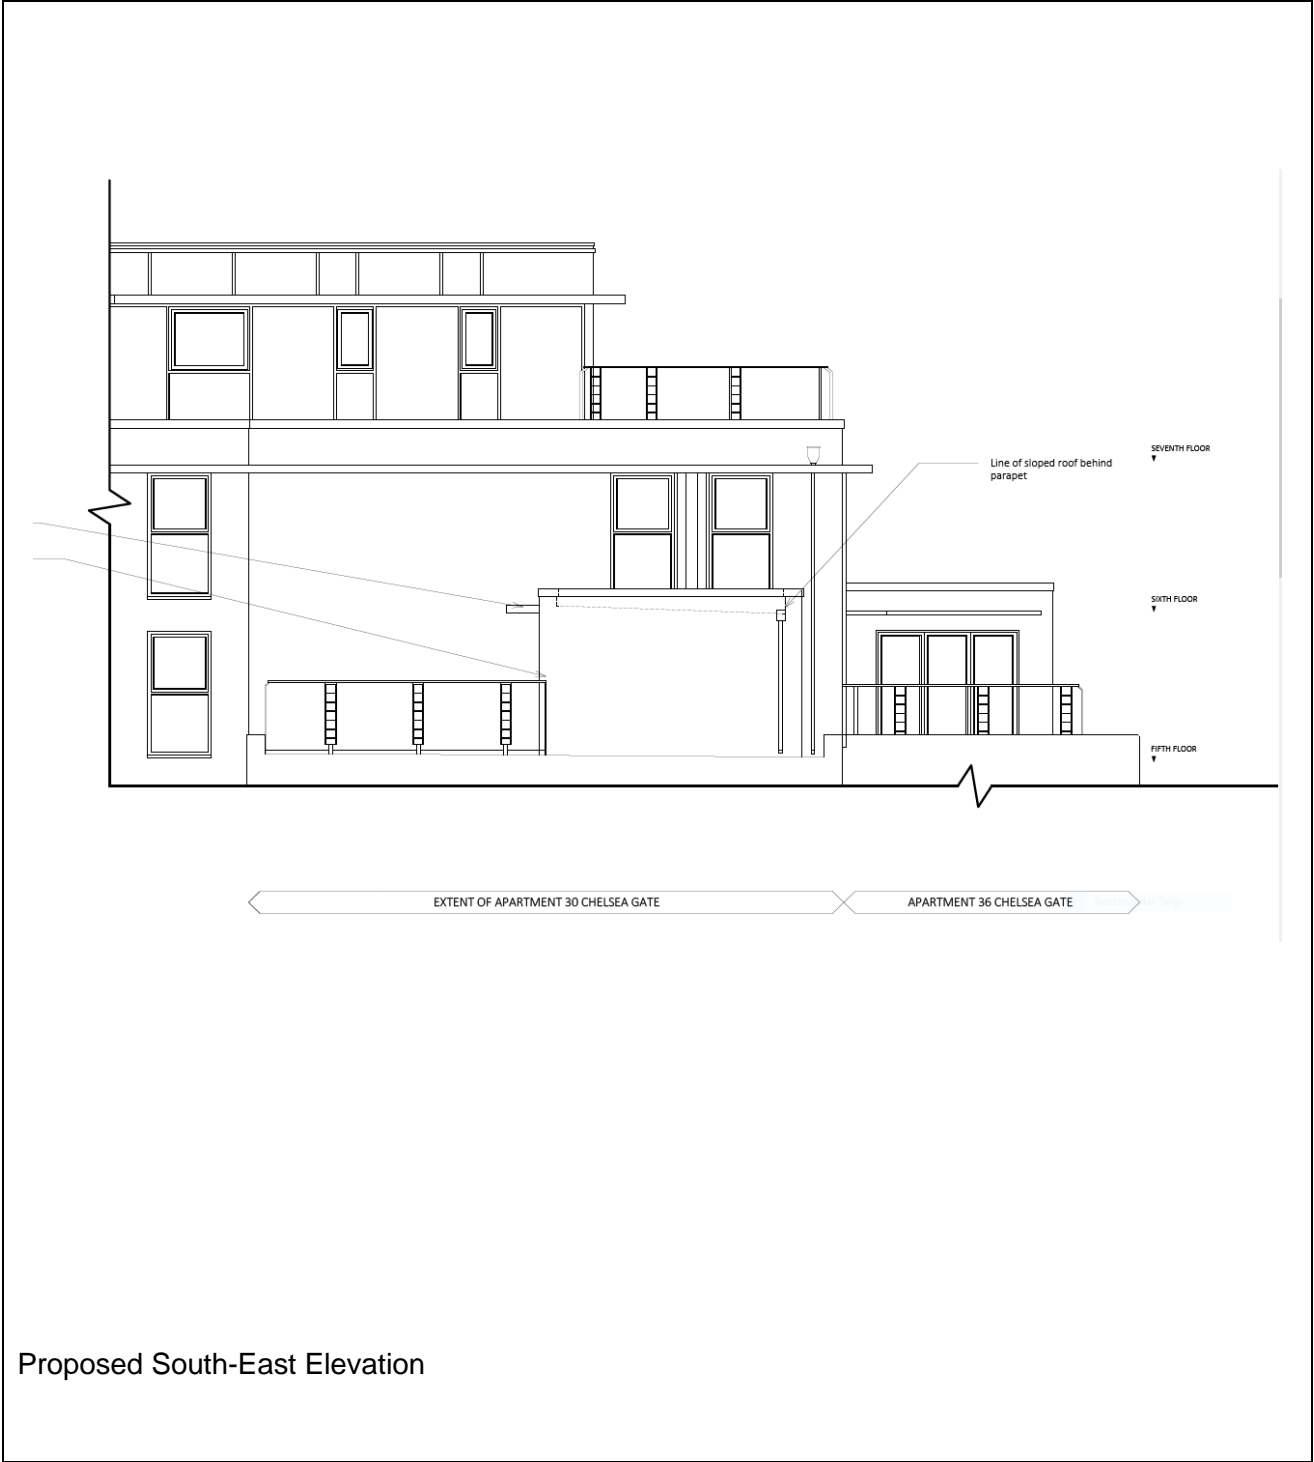 SEVENTH FLOOR
Line of sloped roof behind
parapet
SIXTH FLOOR
FIFTH FLOOR
EXTENT OF APARTMENT 30 CHELSEA GATE
APARTMENT 36 CHELSEA GATE
Proposed South-East Elevation